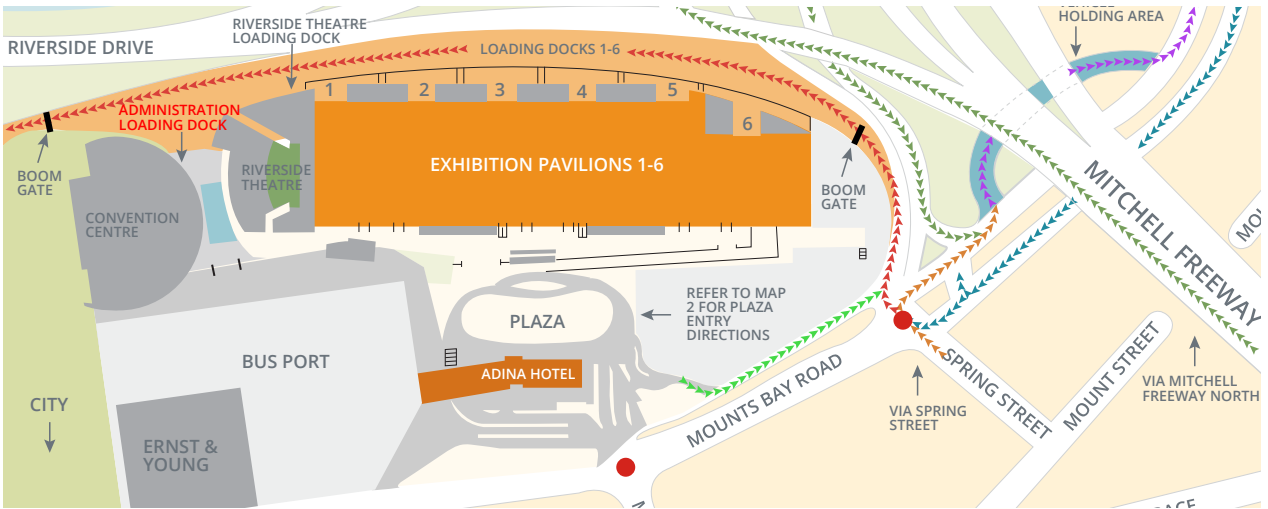 HOLDING AREA
RIVERSIDE THEATRE
LOADING DOCK
RIVERSIDE DRIVE
LOADING DOCKS 1-6
1
2
3
4
5
6
ADMINISTRATION
LOADING DOCK
BOOM
GATE
RIVERSIDE
THEATRE
EXHIBITION PAVILIONS 1-6
BOOM
GATE
CONVENTION
CENTRE
MITCHELL FREEWAY
REFER TO MAP
2 FOR PLAZA
ENTRY
DIRECTIONS
PLAZA
BUS PORT
ADINA HOTEL
MOUNTS BAY ROAD
SPRING STREET
MOUNT STREET
VIA MITCHELL
FREEWAY NORTH
VIA SPRING
STREET
CITY
ERNST &
YOUNG